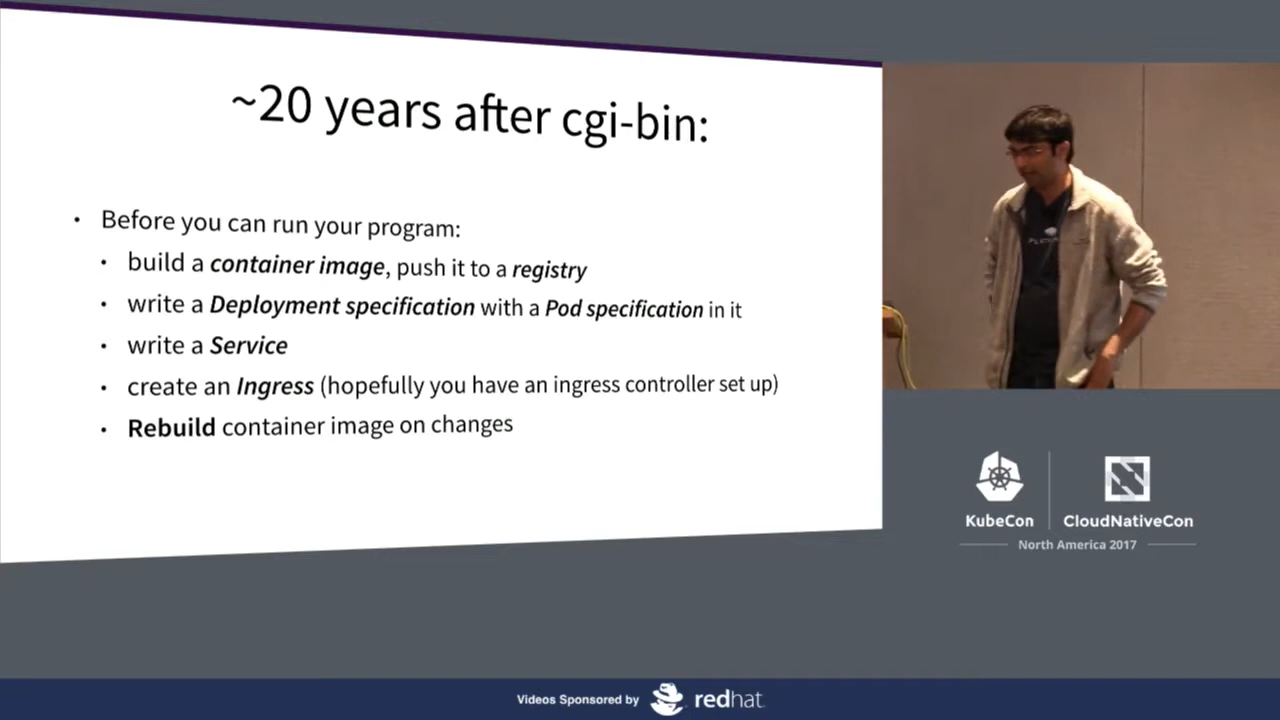 ~20 years after cgi-bin:
• Before you can run your program:
• build a container image, push it to a registry
• write a Deployment specification with a Pod specification in it
• write a Service
• create an Ingress (hopefully you have an ingress controller set up)
• Rebuild container image on changes
KubeCon
CloudNativeCon
North America 2017
Videos Sponsored by redhat.